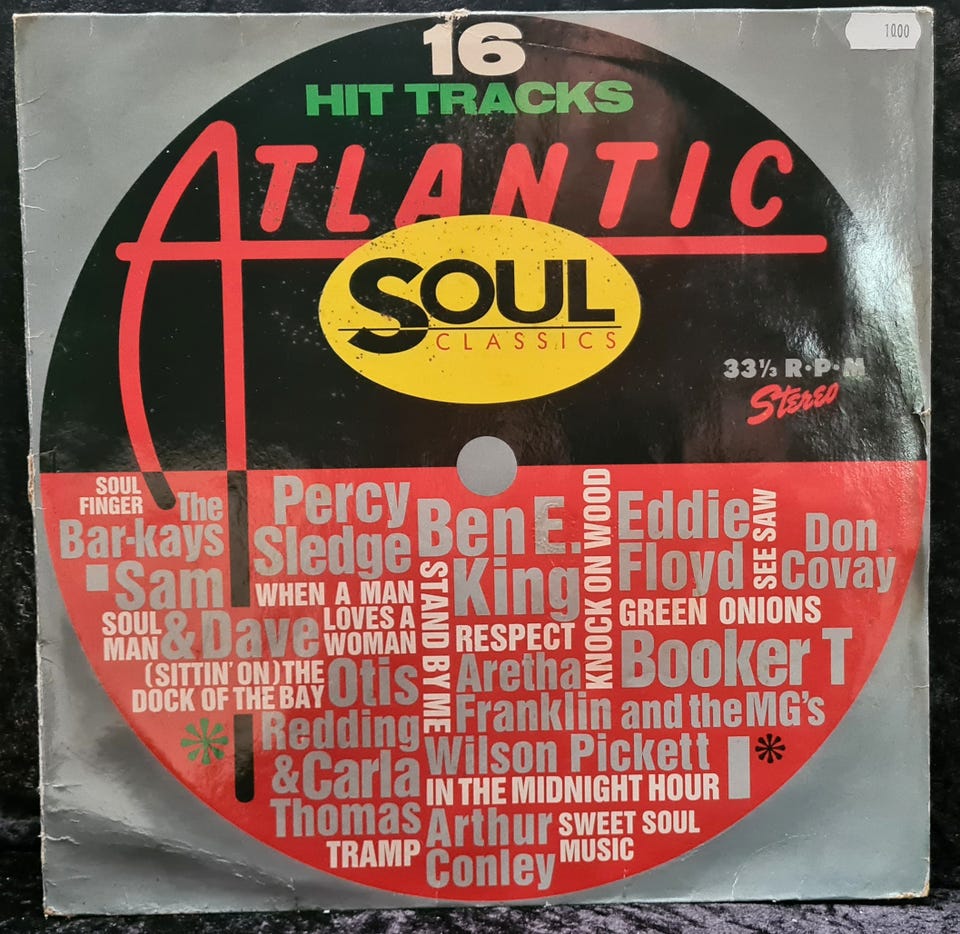 1000
16
HIT TRACKS
ATLANTIC
SOUL
CLASSICS
33⅓ R·P·M
Stereo
SOUL
FINGER
The
Bar-kays
Sam
& Dave
SOUL
MAN
Percy
Sledge
WHEN A MAN
LOVES A
WOMAN
(SITTIN' ON) THE
DOCK OF THE BAY
Otis
Redding
& Carla
Thomas
TRAMP
Ben E.
King
STAND BY ME
RESPECT
Aretha
Franklin
KNOCK ON WOOD
Eddie
Floyd
SEE SAW
Don
Covay
GREEN ONIONS
Booker T
and the MG's
Wilson Pickett
IN THE MIDNIGHT HOUR
Arthur
Conley
SWEET SOUL
MUSIC